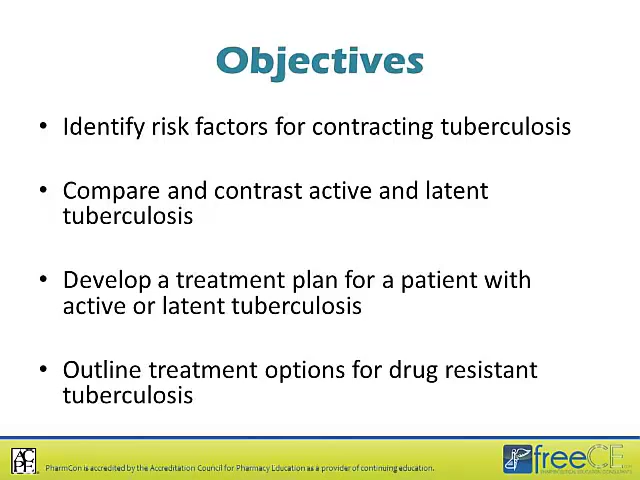 Objectives
• Identify risk factors for contracting tuberculosis
• Compare and contrast active and latent
tuberculosis
• Develop a treatment plan for a patient with
active or latent tuberculosis
• Outline treatment options for drug resistant
tuberculosis
PharmCon is accredited by the Accreditation Council for Pharmacy Education as a provider of continuing education.
freeCE